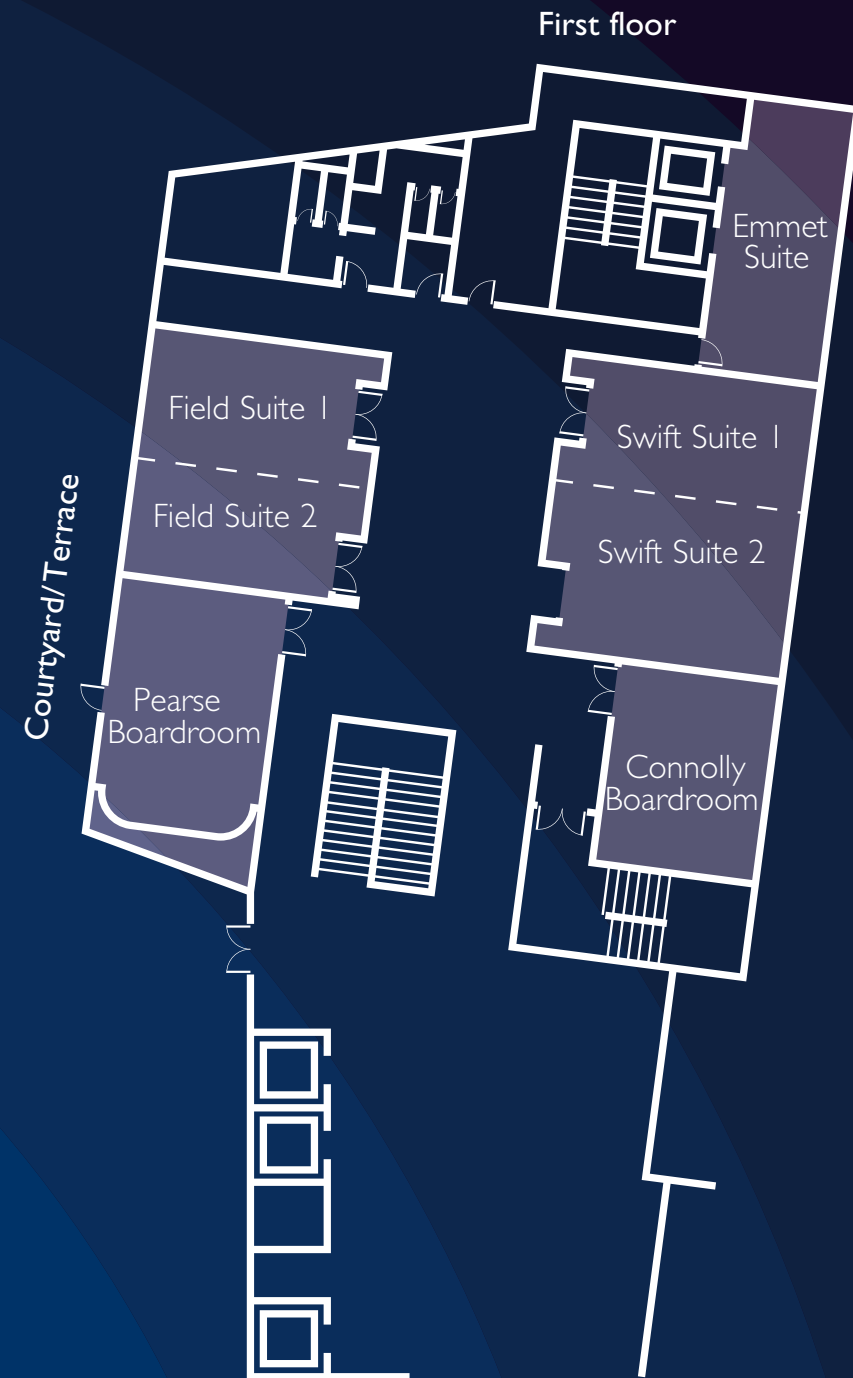 First floor
Emmet
Suite
Field Suite 1
Swift Suite 1
Field Suite 2
Swift Suite 2
Courtyard/Terrace
Pearse
Boardroom
Connolly
Boardroom